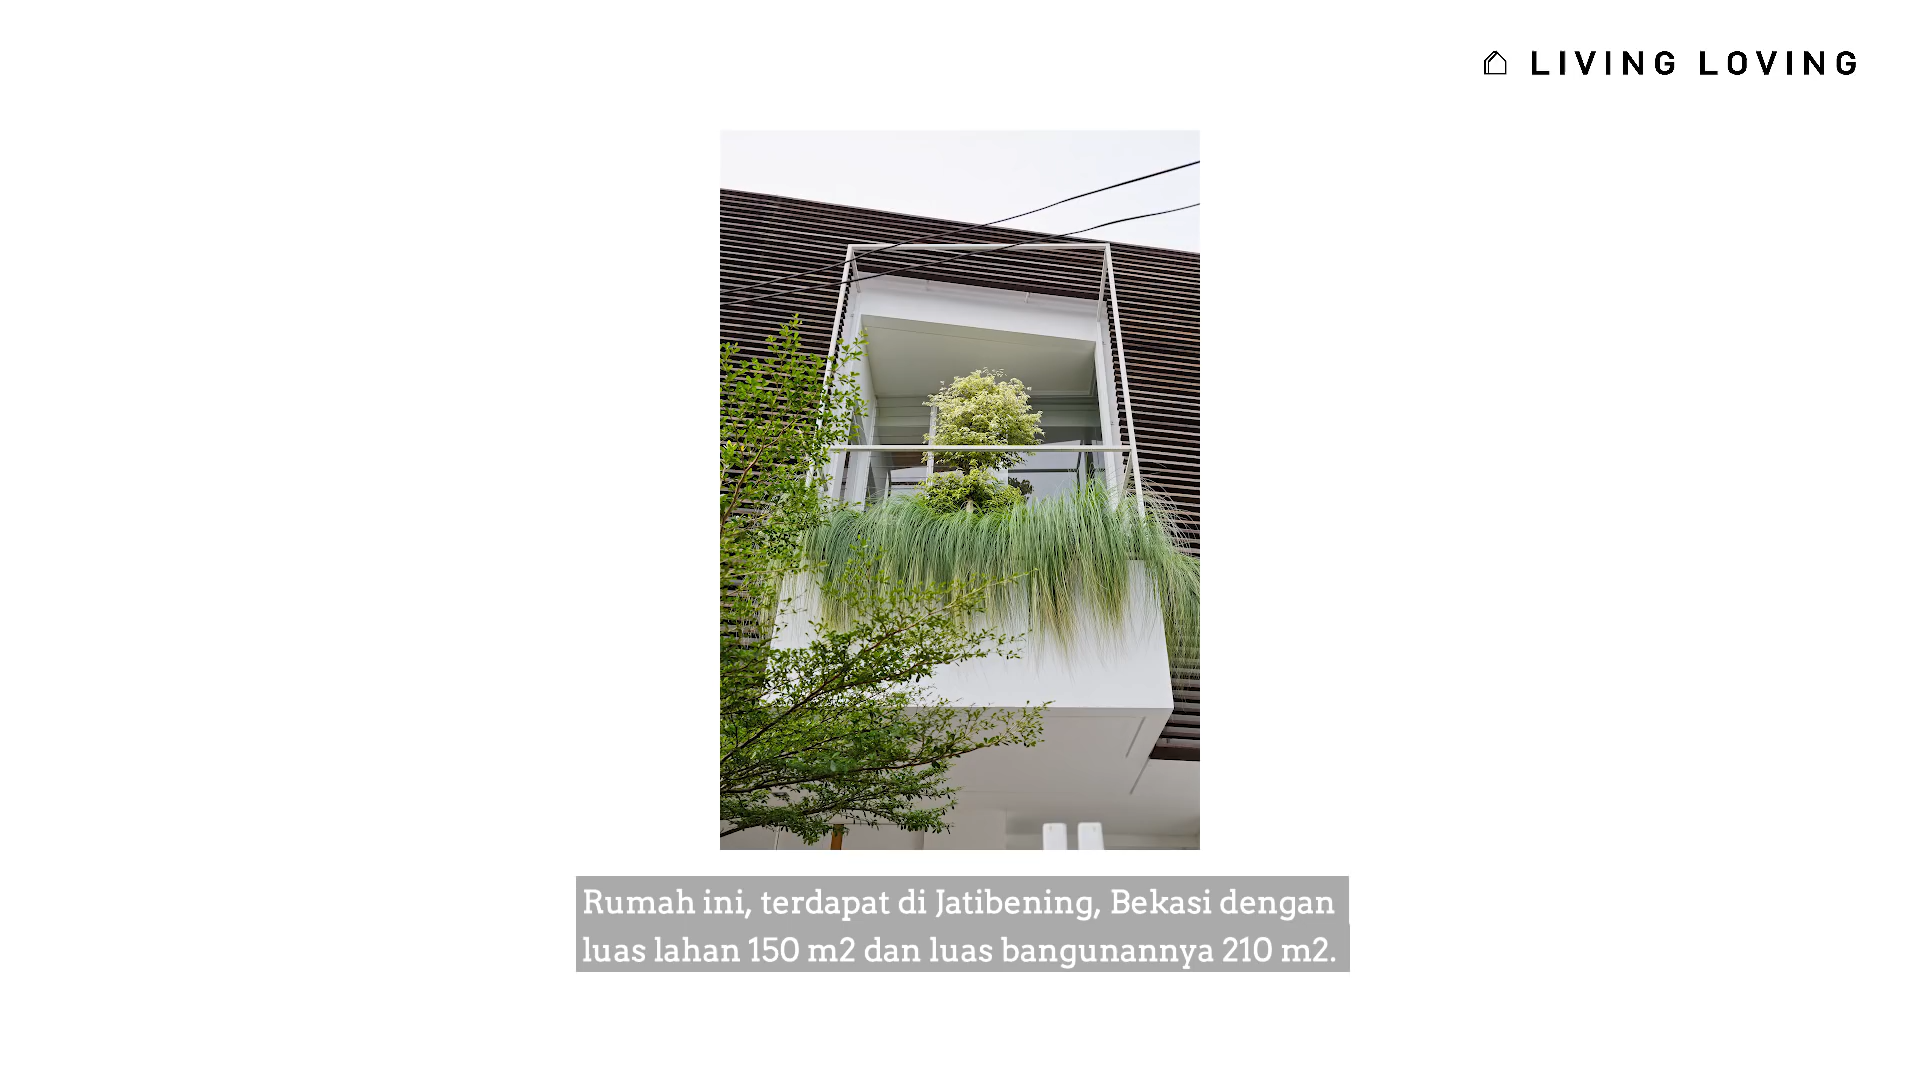 LIVING LOVING
Rumah ini, terdapat di Jatibening, Bekasi dengan
luas lahan 150 m2 dan luas bangunannya 210 m2.